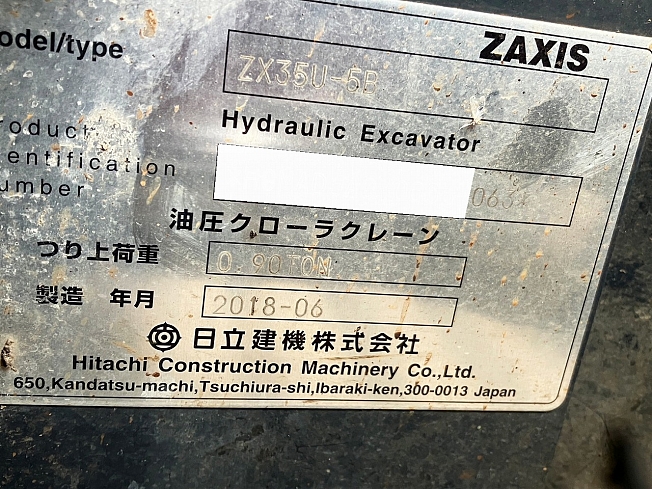 ZAXIS
odel/type
ZX35U-5B
Hydraulic Excavator
roduct
entification
umber
063*
油圧クローラクレーン
つり上荷重
0.90TON
製造 年月
2018-06
日立建機株式会社
Hitachi Construction Machinery Co.,Ltd.
650,Kandatsu-machi,Tsuchiura-shi,Ibaraki-ken,300-0013 Japan